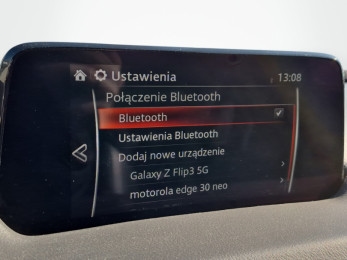 Ustawienia
13:08
Połączenie Bluetooth
Bluetooth
Ustawienia Bluetooth
Dodaj nowe urządzenie
Galaxy Z Flip3 5G
motorola edge 30 neo